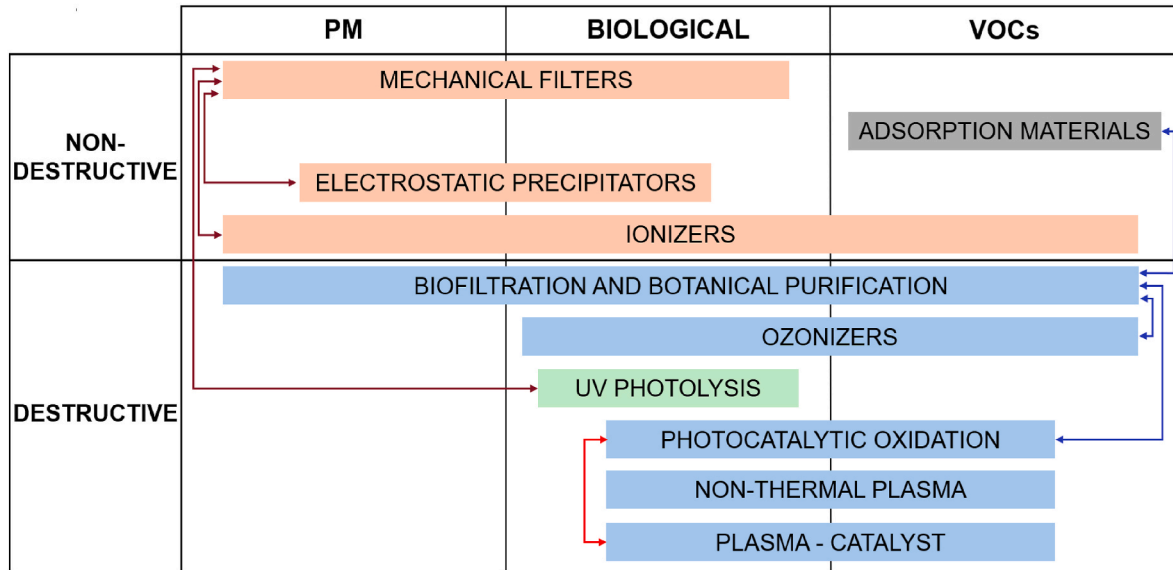 PM BIOLOGICAL VOCs
NON-
DESTRUCTIVE
MECHANICAL FILTERS
ADSORPTION MATERIALS
ELECTROSTATIC PRECIPITATORS
IONIZERS
DESTRUCTIVE
BIOFILTRATION AND BOTANICAL PURIFICATION
OZONIZERS
UV PHOTOLYSIS
PHOTOCATALYTIC OXIDATION
NON-THERMAL PLASMA
PLASMA - CATALYST